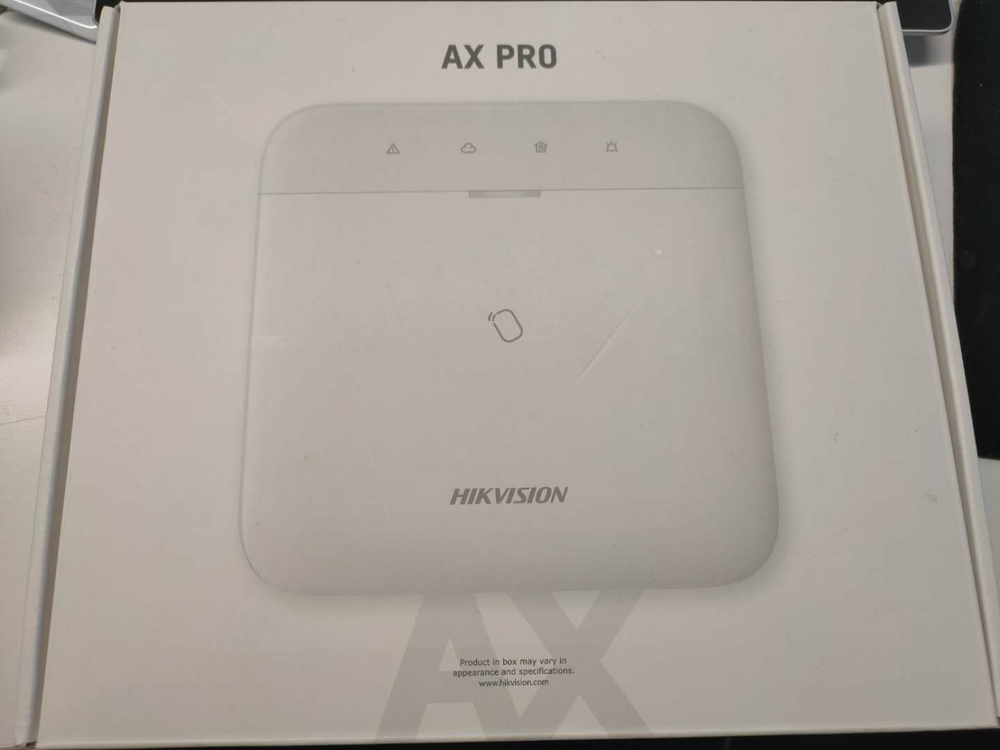 AX PRO
HIKVISION
AX
Product in box may vary in
appearance and specifications.
www.hikvision.com